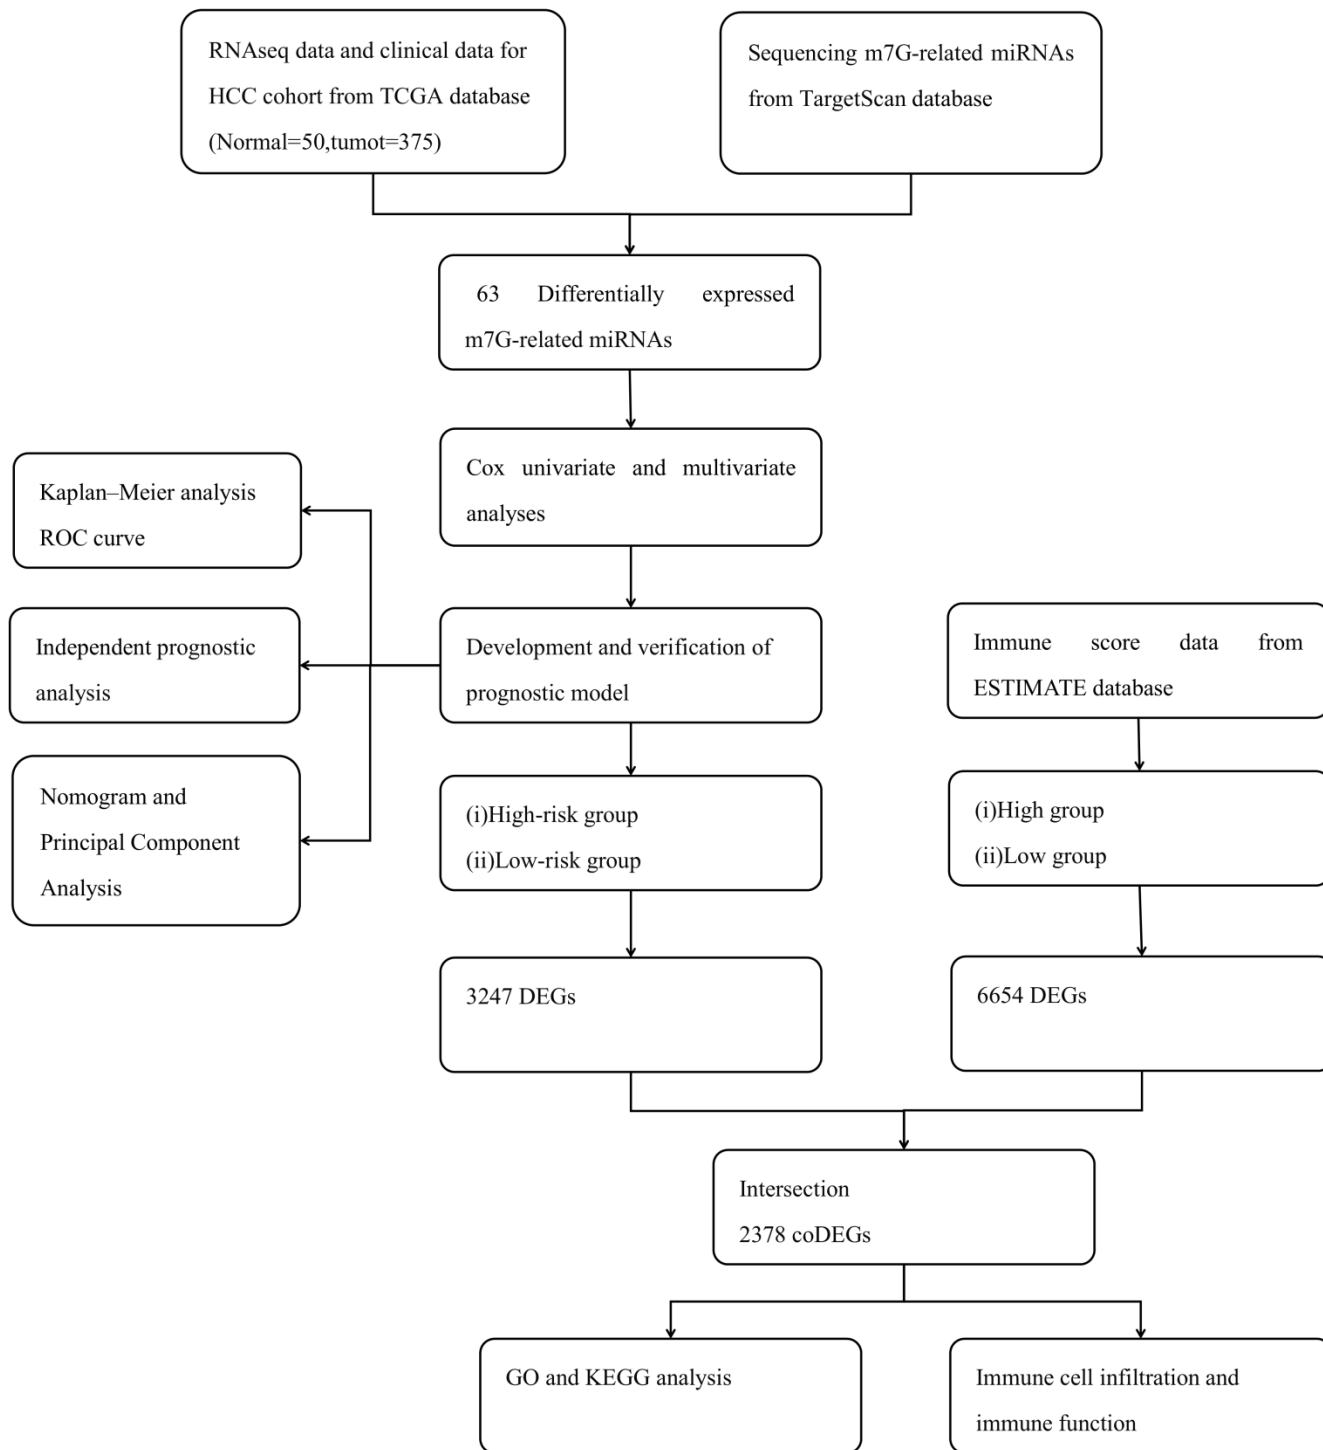 RNAseq data and clinical data for
HCC cohort from TCGA database
(Normal=50,tumot=375)
Sequencing m7G-related miRNAs
from TargetScan database
63 Differentially expressed
m7G-related miRNAs
Cox univariate and multivariate
analyses
Kaplan–Meier analysis
ROC curve
Independent prognostic
analysis
Development and verification of
prognostic model
Immune score data from
ESTIMATE database
Nomogram and
Principal Component
Analysis
(i)High-risk group
(ii)Low-risk group
(i)High group
(ii)Low group
3247 DEGs
6654 DEGs
Intersection
2378 coDEGs
GO and KEGG analysis
Immune cell infiltration and
immune function